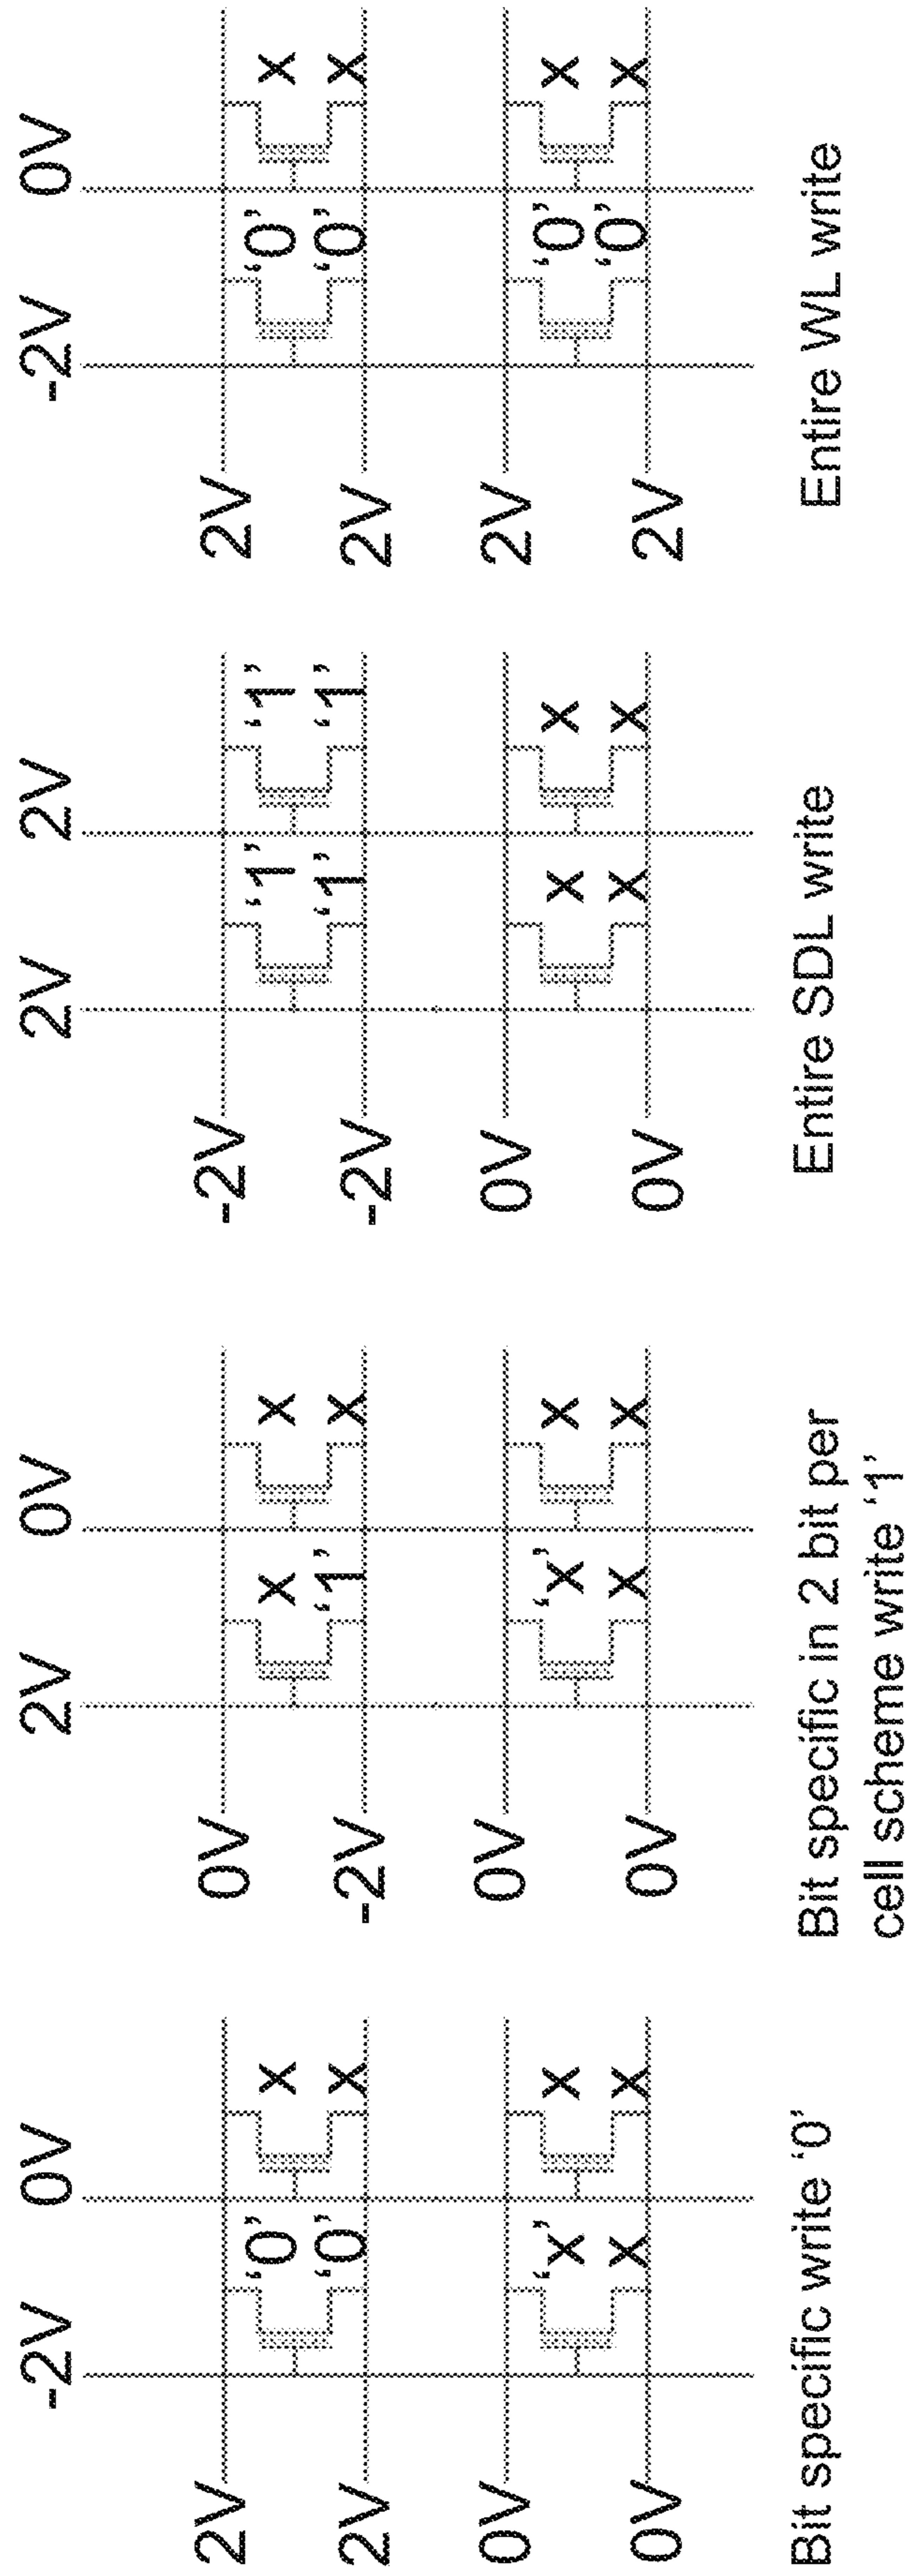 -2V 0V
2V
'0' x
'0' x
2V
0V
'x' x
x x
0V
Bit specific write '0'
2V 0V
0V
x x
'1' x
-2V
0V
'x' x
x x
0V
Bit specific in 2 bit per
cell scheme write '1'
2V 2V
-2V
'1' '1'
'1' '1'
-2V
0V
x x
x x
0V
Entire SDL write
-2V 0V
2V
'0' x
'0' x
2V
2V
'0' x
'0' x
2V
Entire WL write